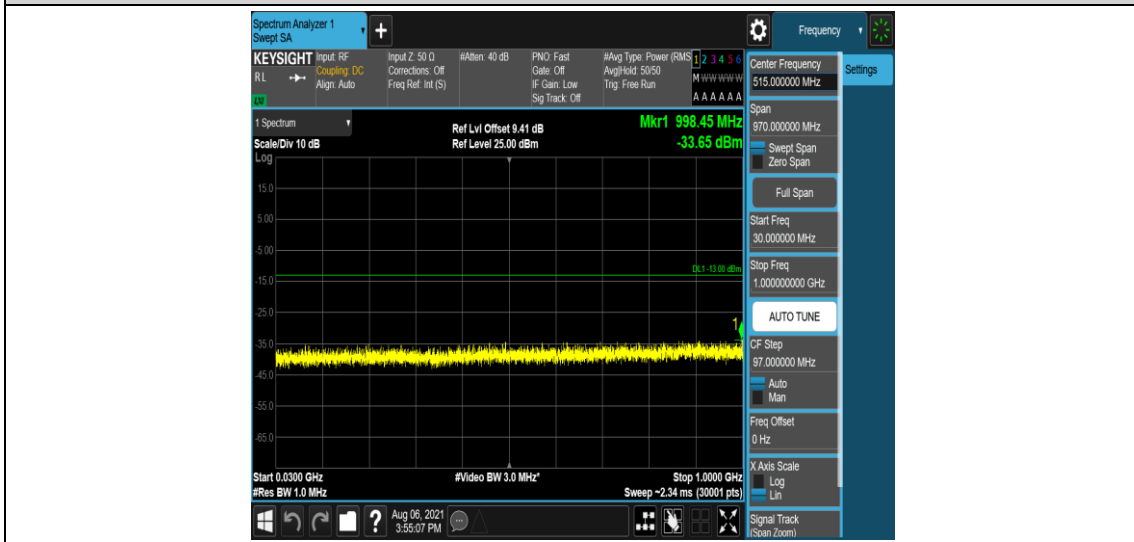 Spectrum Analyzer 1
Swept SA
+
Frequency
KEYSIGHT
Input: RF
Coupling: DC
Align: Auto
Input Z: 50 Ω
Corrections: Off
Freq Ref: Int (S)
#Atten: 40 dB
PNO: Fast
Gate: Off
IF Gain: Low
Sig Track: Off
#Avg Type: Power (RMS
Avg|Hold: 50/50
Trig: Free Run
1 2 3 4 5 6
M W W W W W
A A A A A A
RL
1 Spectrum
Scale/Div 10 dB
Log
Ref Lvl Offset 9.41 dB
Ref Level 25.00 dBm
Mkr1 998.45 MHz
-33.65 dBm
15.0
5.00
-5.00
-15.0
-25.0
-35.0
-45.0
-55.0
-65.0
DL1 -13.00 dBm
1
Start 0.0300 GHz
#Res BW 1.0 MHz
#Video BW 3.0 MHz*
Stop 1.0000 GHz
Sweep ~2.34 ms (30001 pts)
Center Frequency
515.000000 MHz
Settings
Span
970.000000 MHz
Swept Span
Zero Span
Full Span
Start Freq
30.000000 MHz
Stop Freq
1.000000000 GHz
AUTO TUNE
CF Step
97.000000 MHz
Auto
Man
Freq Offset
0 Hz
X Axis Scale
Log
Lin
Signal Track
(Span Zoom)
?
Aug 06, 2021
3:55:07 PM